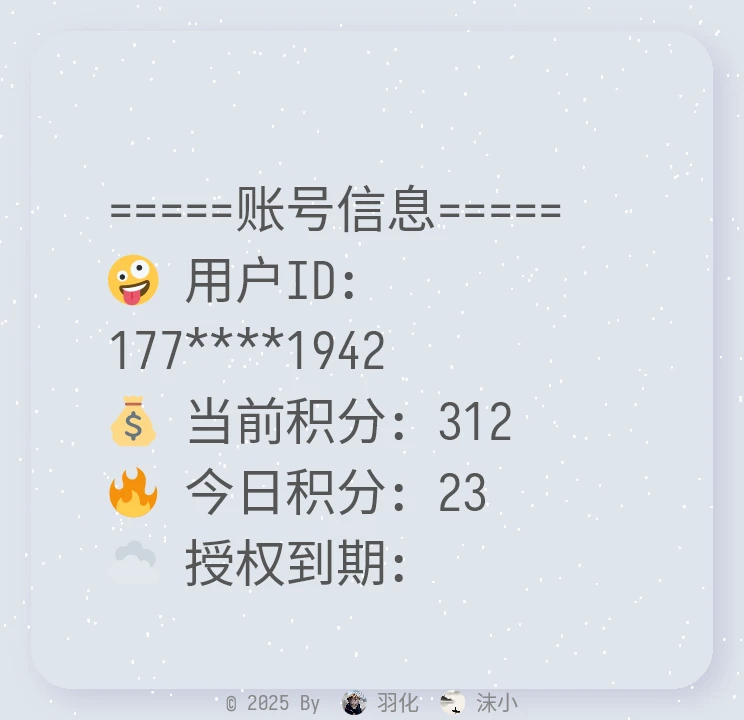 =====账号信息=====
🤪 用户ID:
177****1942
💰 当前积分: 312
🔥 今日积分: 23
☁️ 授权到期:
© 2025 By 羽化 沫小